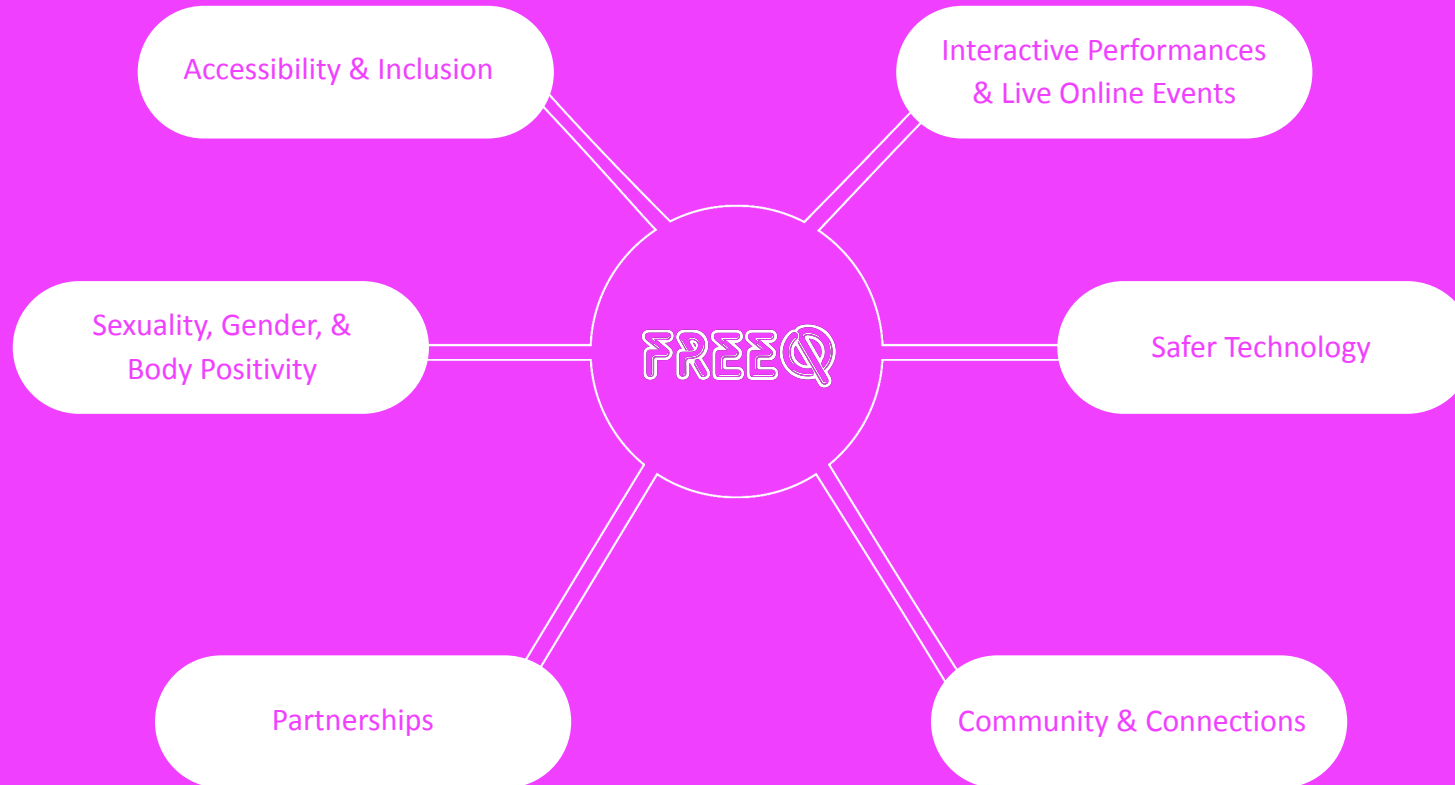 Accessibility & Inclusion
Interactive Performances
& Live Online Events
Sexuality, Gender, &
Body Positivity
FREEQ
Safer Technology
Partnerships
Community & Connections